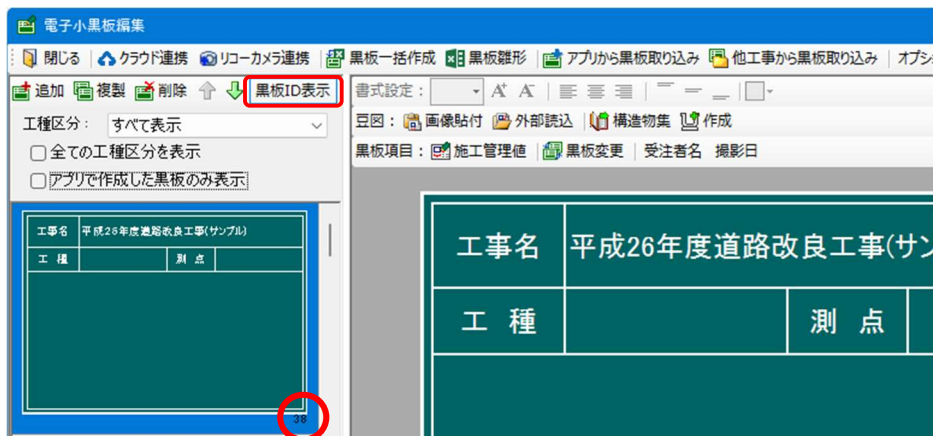 電子小黒板編集
閉じる クラウド連携 リコーカメラ連携 黒板一括作成 黒板雛形 アプリから黒板取り込み 他工事から黒板取り込み オプシ
追加 複製 削除 黒板ID表示 書式設定：
工種区分： すべて表示
豆図： 画像貼付 外部読込 構造物集 作成
全ての工種区分を表示
黒板項目： 施工管理値 黒板変更 受注者名 撮影日
アプリで作成した黒板のみ表示
工事名 平成26年度道路改良工事(サンプル)
工 種 測 点
38
工事名 平成26年度道路改良工事(サン
工 種 測 点